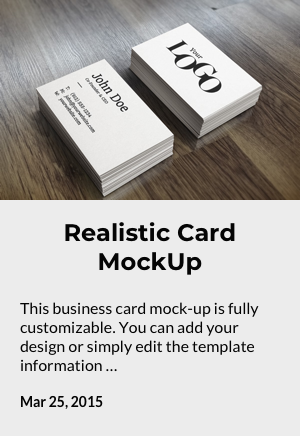 Your
LOGO
John Doe
Realistic Card
MockUp
This business card mock-up is fully
customizable. You can add your
design or simply edit the template
information ...
Mar 25, 2015